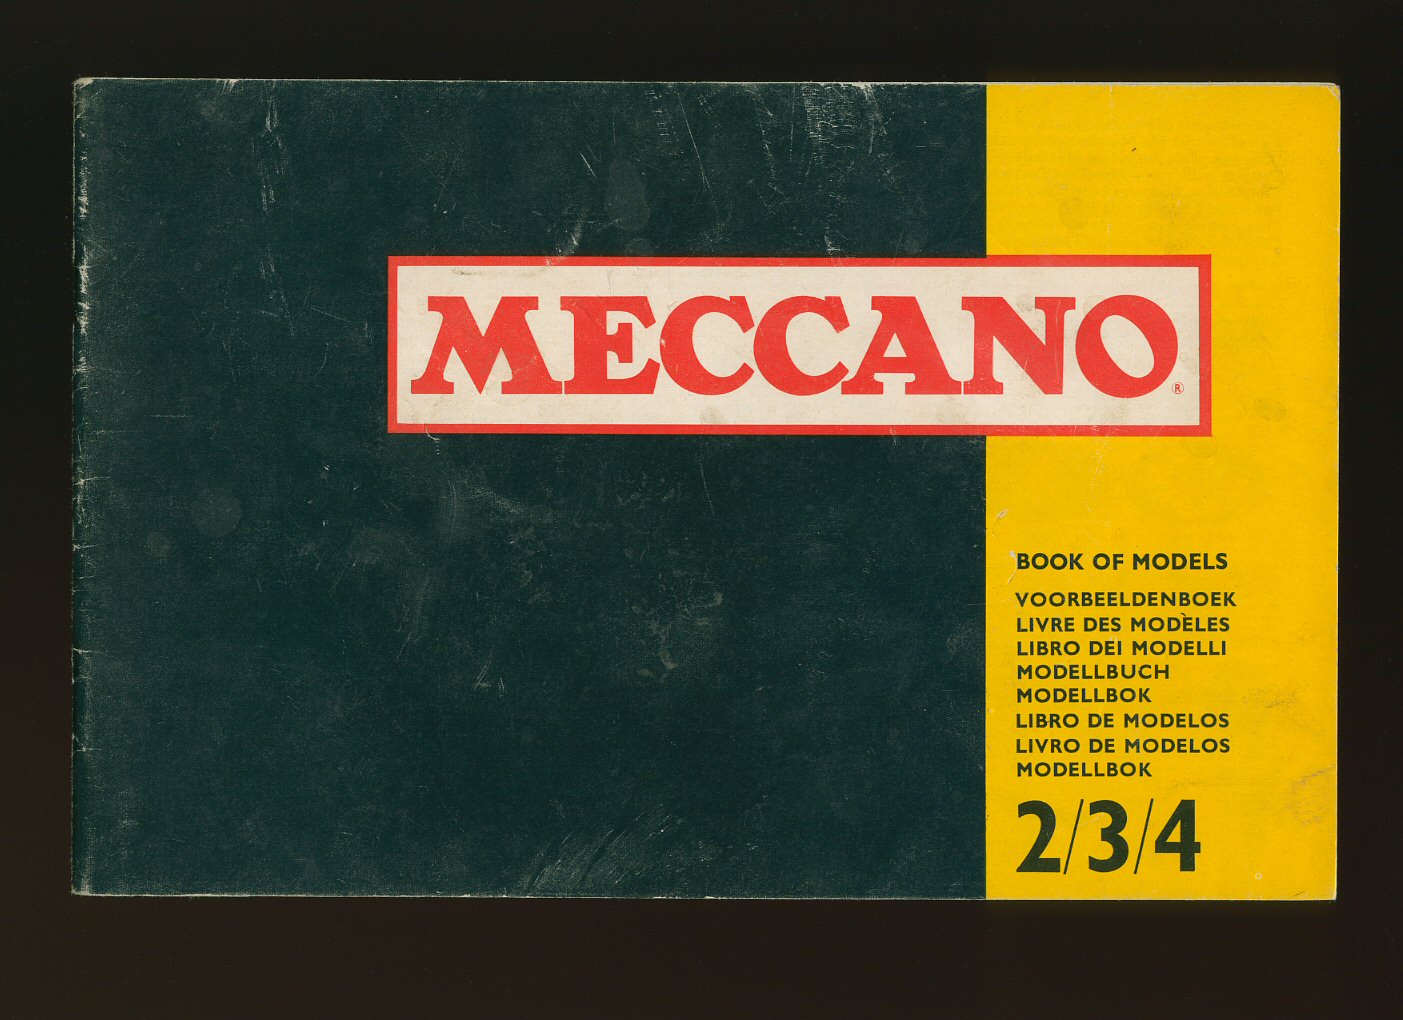 MECCANO®
BOOK OF MODELS
VOORBEELDENBOEK
LIVRE DES MODÈLES
LIBRO DEI MODELLI
MODELLBUCH
MODELLBOK
LIBRO DE MODELOS
LIVRO DE MODELOS
MODELLBOK
2/3/4